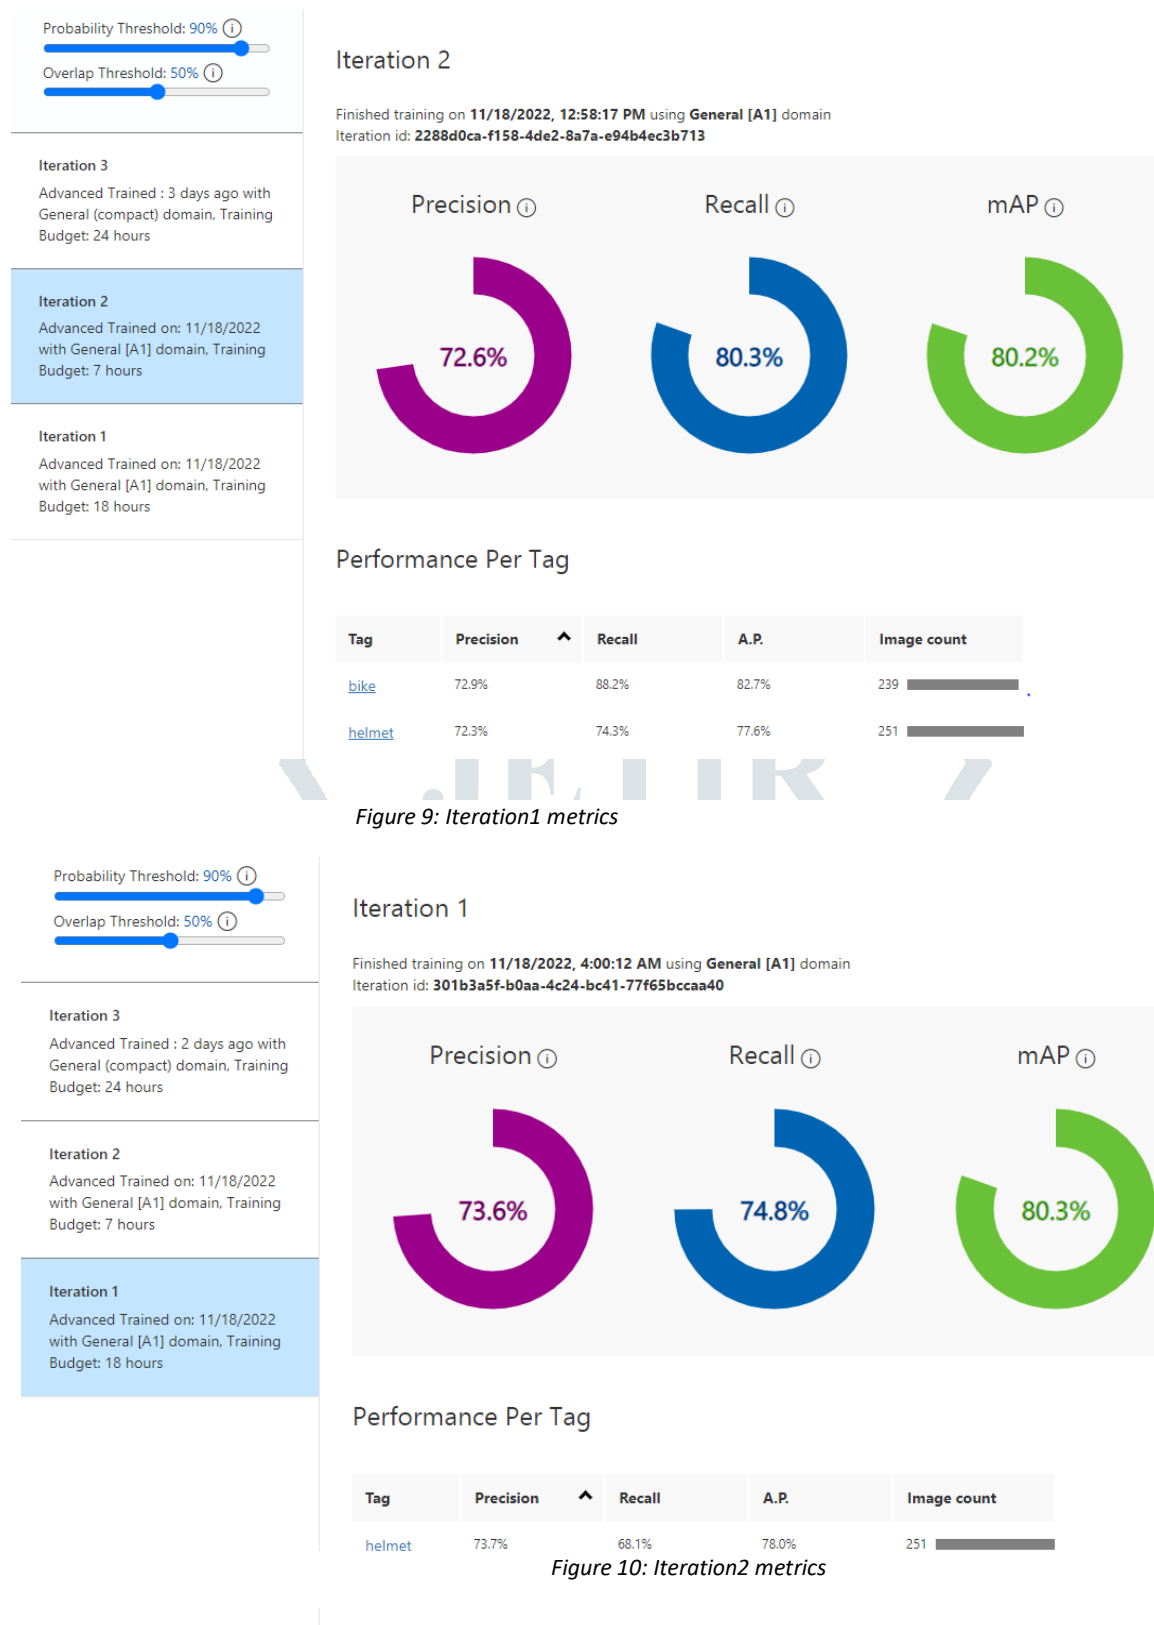 Probability Threshold: 90%
Overlap Threshold: 50%
Iteration 3
Advanced Trained : 3 days ago with
General (compact) domain, Training
Budget: 24 hours
Iteration 2
Advanced Trained on: 11/18/2022
with General [A1] domain, Training
Budget: 7 hours
Iteration 1
Advanced Trained on: 11/18/2022
with General [A1] domain, Training
Budget: 18 hours
Iteration 2
Finished training on 11/18/2022, 12:58:17 PM using General [A1] domain
Iteration id: 2288d0ca-f158-4de2-8a7a-e94b4ec3b713
Precision Recall mAP
72.6% 80.3% 80.2%
Performance Per Tag
Tag Precision Recall A.P. Image count
bike 72.9% 88.2% 82.7% 239
helmet 72.3% 74.3% 77.6% 251
JETIR
Figure 9: Iteration1 metrics
Probability Threshold: 90%
Overlap Threshold: 50%
Iteration 3
Advanced Trained : 2 days ago with
General (compact) domain, Training
Budget: 24 hours
Iteration 2
Advanced Trained on: 11/18/2022
with General [A1] domain, Training
Budget: 7 hours
Iteration 1
Advanced Trained on: 11/18/2022
with General [A1] domain, Training
Budget: 18 hours
Iteration 1
Finished training on 11/18/2022, 4:00:12 AM using General [A1] domain
Iteration id: 301b3a5f-b0aa-4c24-bc41-77f65bccaa40
Precision Recall mAP
73.6% 74.8% 80.3%
Performance Per Tag
Tag Precision Recall A.P. Image count
helmet 73.7% 68.1% 78.0% 251
Figure 10: Iteration2 metrics